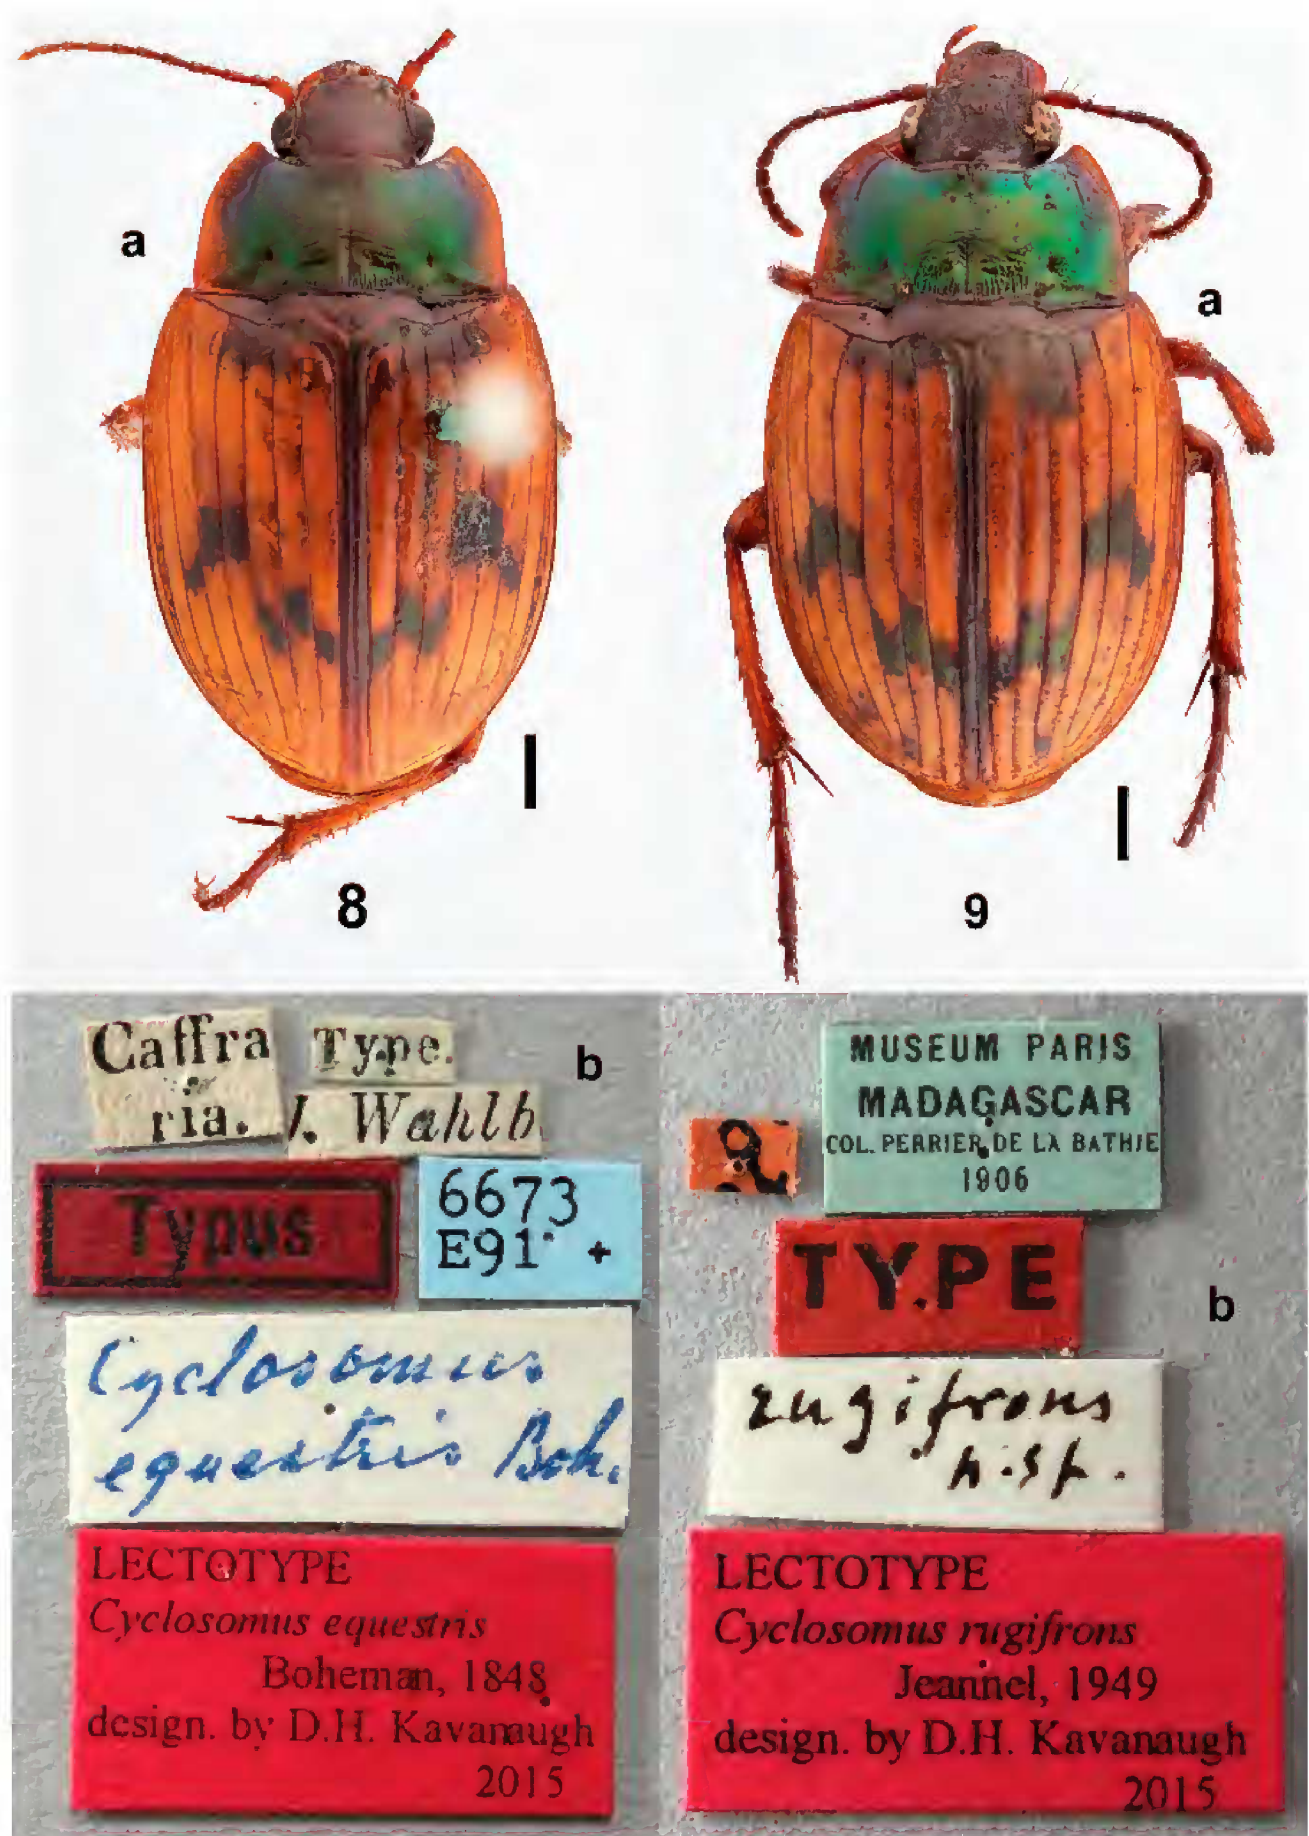 a
a
8
9
Caffra
ria.
Type.
J. Wahlb.
b
Typus
6673
E91 +
Cyclosomus
equestris Boh.
LECTOTYPE
Cyclosomus equestris
Boheman, 1848
design. by D.H. Kavanaugh
2015
♀
MUSEUM PARIS
MADAGASCAR
COL. PERRIER DE LA BATHIE
1906
TYPE
b
rugifrons
n.sp.
LECTOTYPE
Cyclosomus rugifrons
Jeannel, 1949
design. by D.H. Kavanaugh
2015